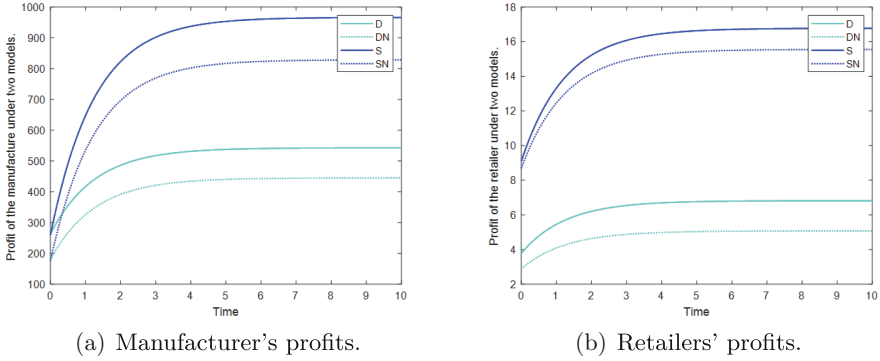 Profit of the manufacture under two models.
1000
900
800
700
600
500
400
300
200
100
0 1 2 3 4 5 6 7 8 9 10
Time
D
DN
S
SN
(a) Manufacturer's profits.
Profit of the retailer under two models.
18
16
14
12
10
8
6
4
2
0 1 2 3 4 5 6 7 8 9 10
Time
D
DN
S
SN
(b) Retailers' profits.